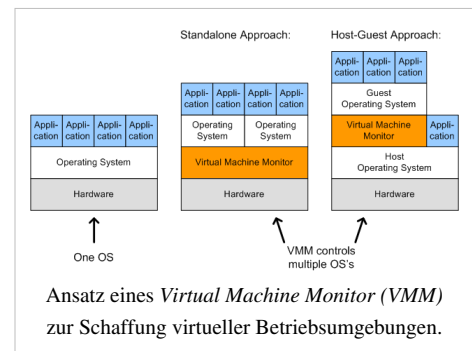 Standalone Approach:
Host-Guest Approach:
Appli-
cation
Appli-
cation
Appli-
cation
Appli-
cation
Operating System
Hardware
One OS
Appli-
cation
Appli-
cation
Appli-
cation
Appli-
cation
Operating
System
Operating
System
Virtual Machine Monitor
Hardware
Appli-
cation
Appli-
cation
Appli-
cation
Guest
Operating System
Virtual Machine
Monitor
Appli-
cation
Host
Operating System
Hardware
VMM controls
multiple OS's
Ansatz eines Virtual Machine Monitor (VMM)
zur Schaffung virtueller Betriebsumgebungen.